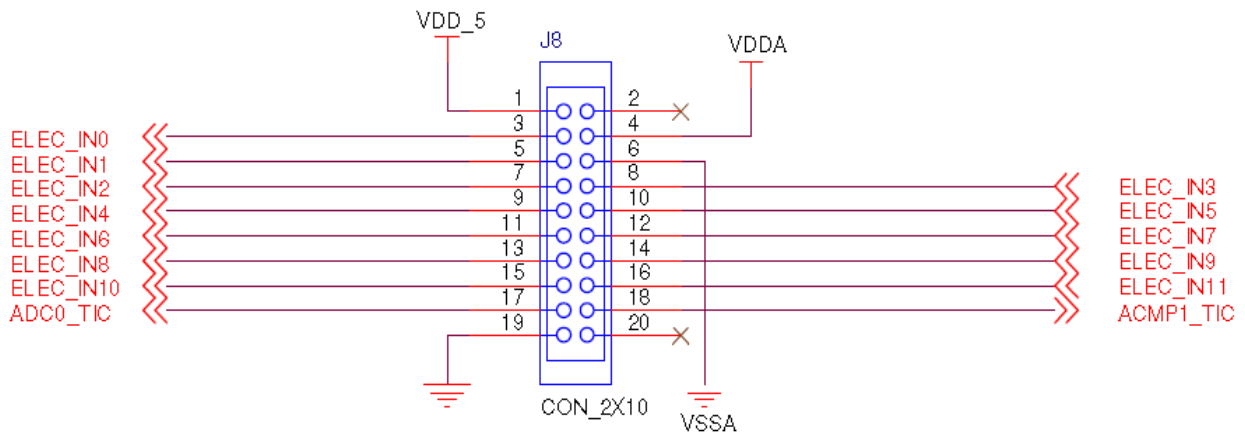 VDD_5
J8
VDDA
1 2
ELEC_IN0 3 4
ELEC_IN1 5 6
ELEC_IN2 7 8 ELEC_IN3
ELEC_IN4 9 10 ELEC_IN5
ELEC_IN6 11 12 ELEC_IN7
ELEC_IN8 13 14 ELEC_IN9
ELEC_IN10 15 16 ELEC_IN11
ADC0_TIC 17 18 ACMP1_TIC
19 20
CON_2X10
VSSA